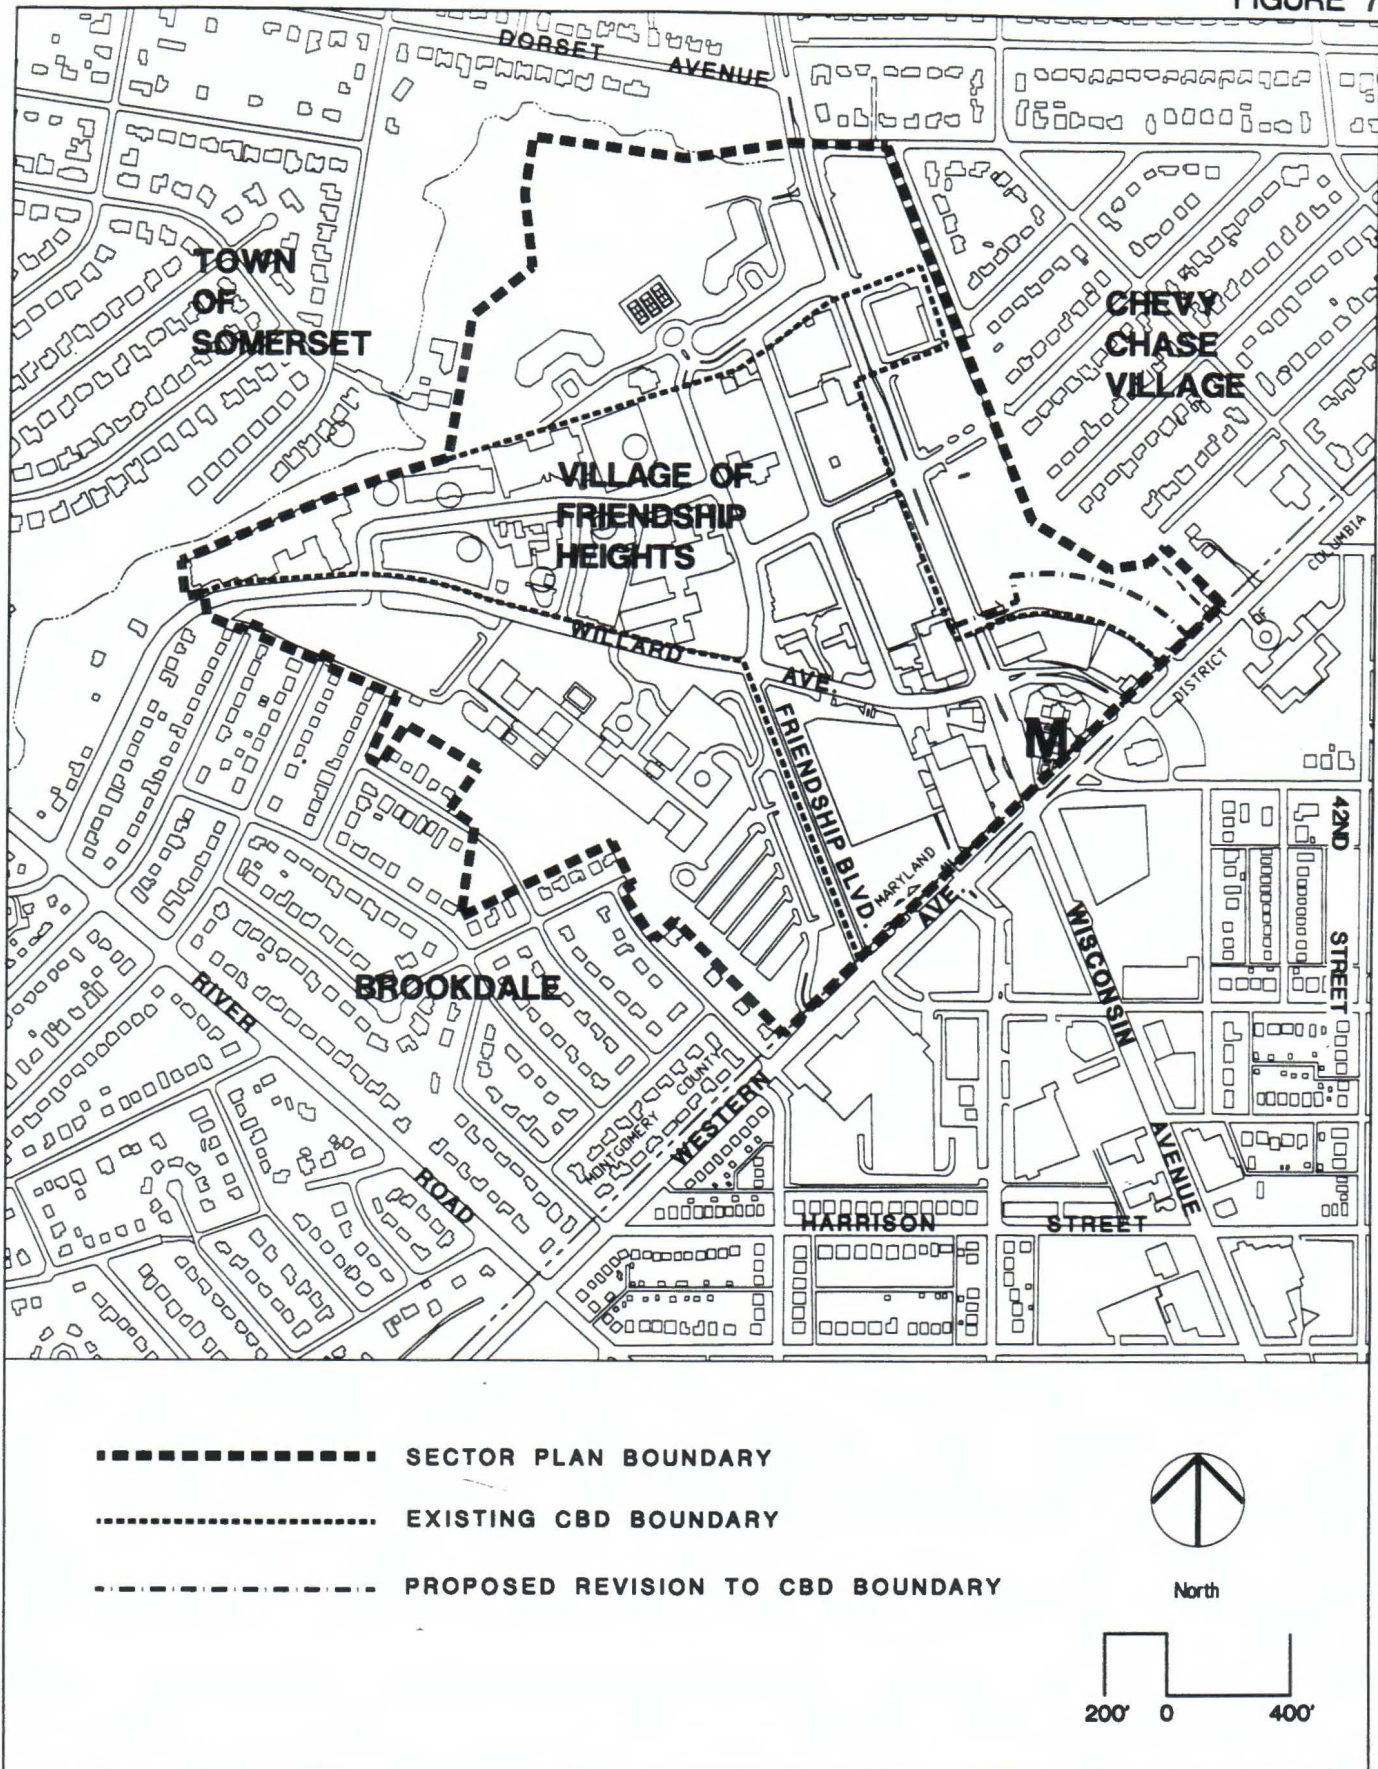 FIGURE 7
DORSET AVENUE
TOWN
OF
SOMERSET
CHEVY
CHASE
VILLAGE
VILLAGE OF
FRIENDSHIP
HEIGHTS
WILLARD AVE.
FRIENDSHIP BLVD.
M
DISTRICT OF COLUMBIA
MARYLAND
42ND STREET
WISCONSIN AVENUE
BROOKDALE
RIVER ROAD
MONTGOMERY COUNTY
WESTERN AVE.
HARRISON STREET
SECTOR PLAN BOUNDARY
EXISTING CBD BOUNDARY
PROPOSED REVISION TO CBD BOUNDARY
North
200' 0 400'